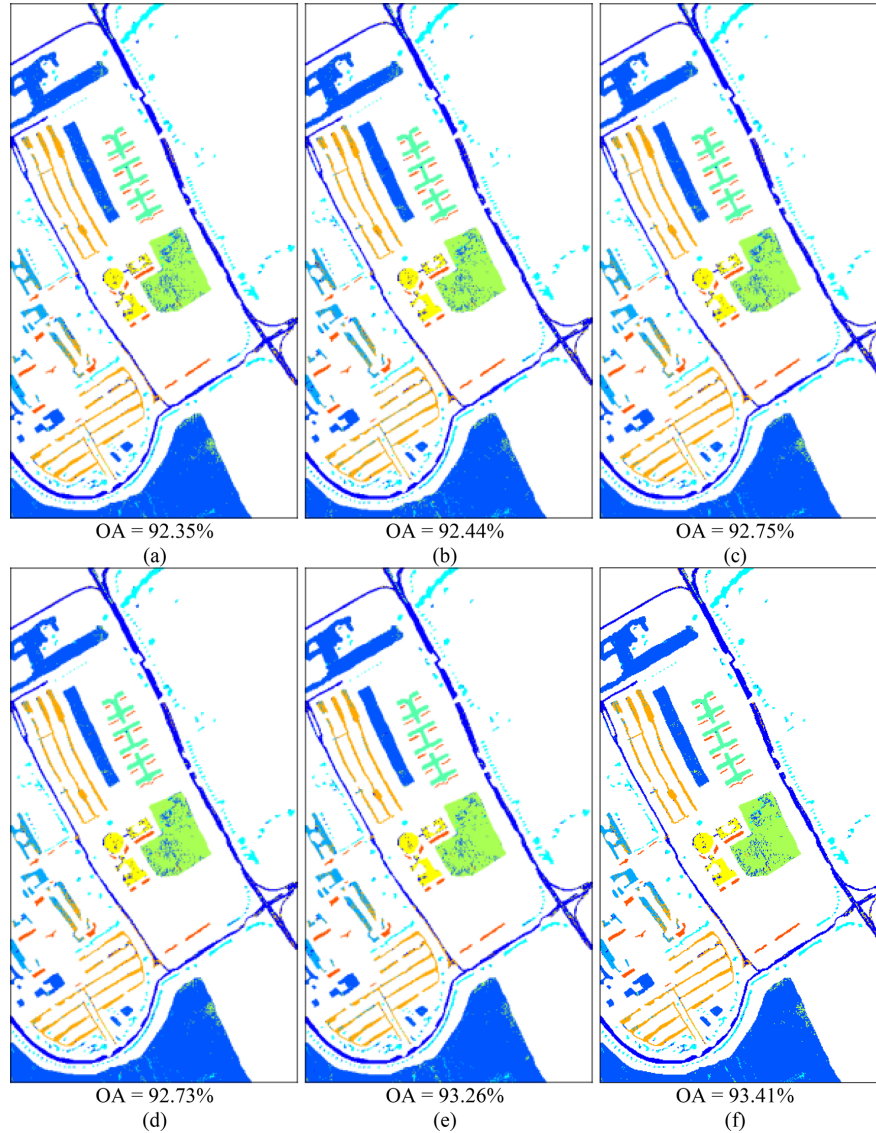 OA = 92.35%
OA = 92.44%
OA = 92.75%
(a)
(b)
(c)
OA = 92.73%
OA = 93.26%
OA = 93.41%
(d)
(e)
(f)